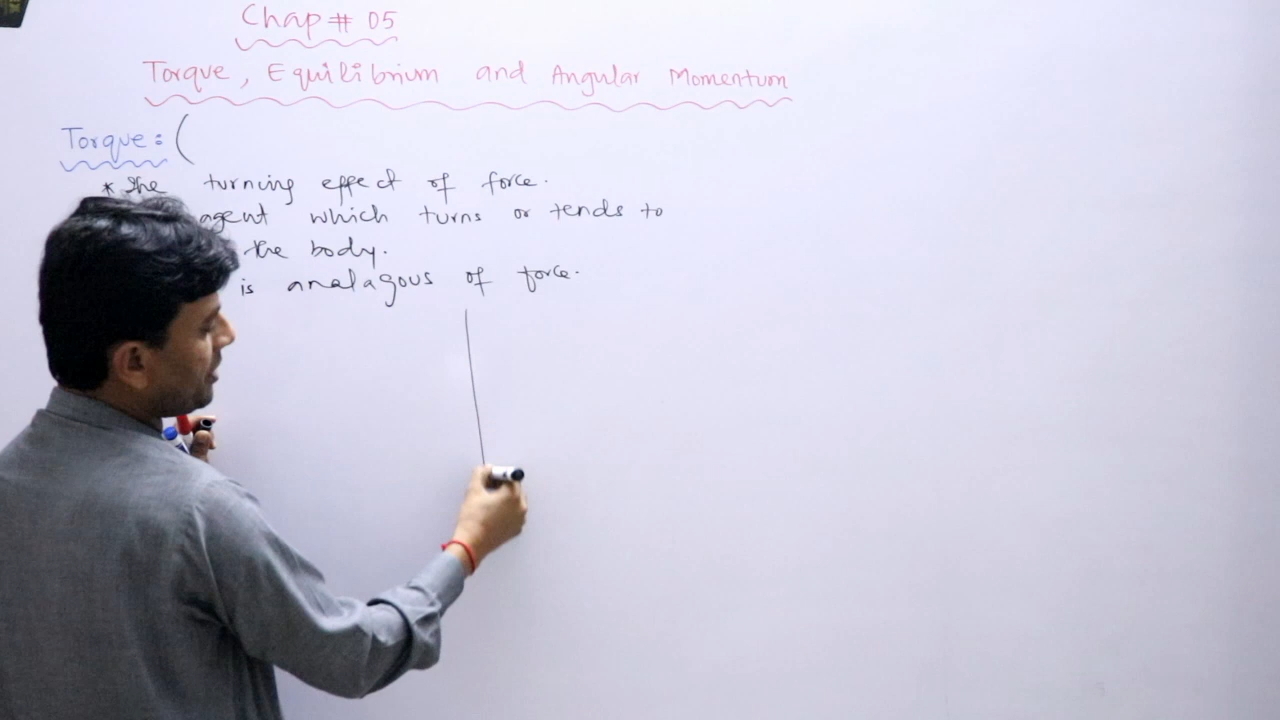 Chap # 05
Torque, Equilibrium and Angular Momentum
Torque: (
* The turning effect of force.
agent which turns or tends to
the body.
is analagous of force.